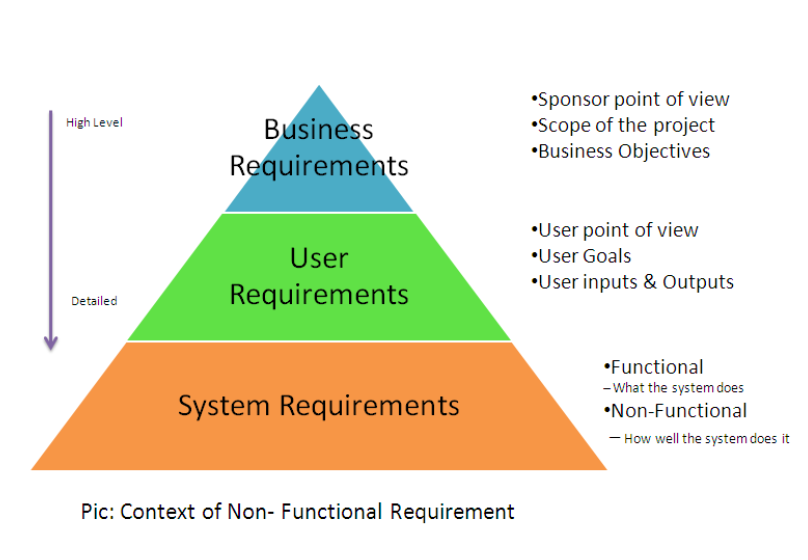 High Level
Detailed
Business
Requirements
•Sponsor point of view
•Scope of the project
•Business Objectives
User
Requirements
•User point of view
•User Goals
•User inputs & Outputs
System Requirements
•Functional
– What the system does
•Non-Functional
— How well the system does it
Pic: Context of Non- Functional Requirement